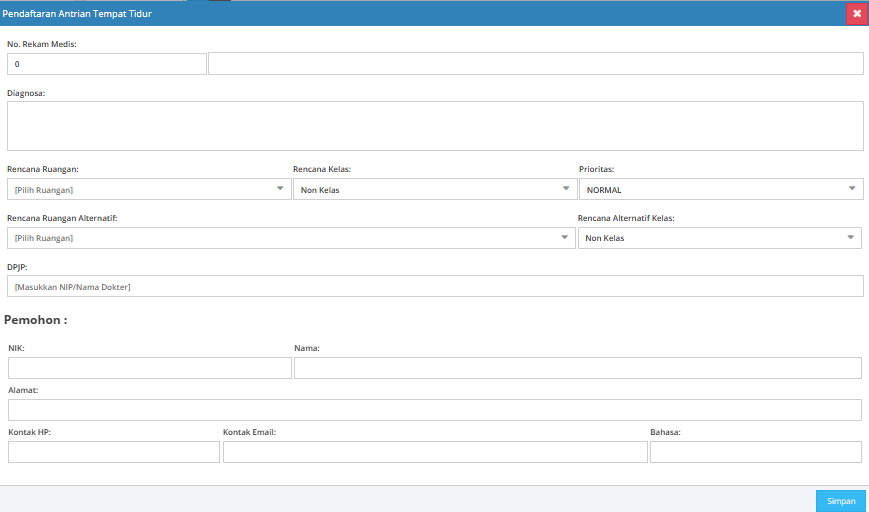 Pendaftaran Antrian Tempat Tidur
No. Rekam Medis:
0
Diagnosa:
Rencana Ruangan: Rencana Kelas: Prioritas:
[Pilih Ruangan] Non Kelas NORMAL
Rencana Ruangan Alternatif: Rencana Alternatif Kelas:
[Pilih Ruangan] Non Kelas
DPJP:
[Masukkan NIP/Nama Dokter]
Pemohon :
NIK: Nama:
Alamat:
Kontak HP: Kontak Email: Bahasa:
Simpan